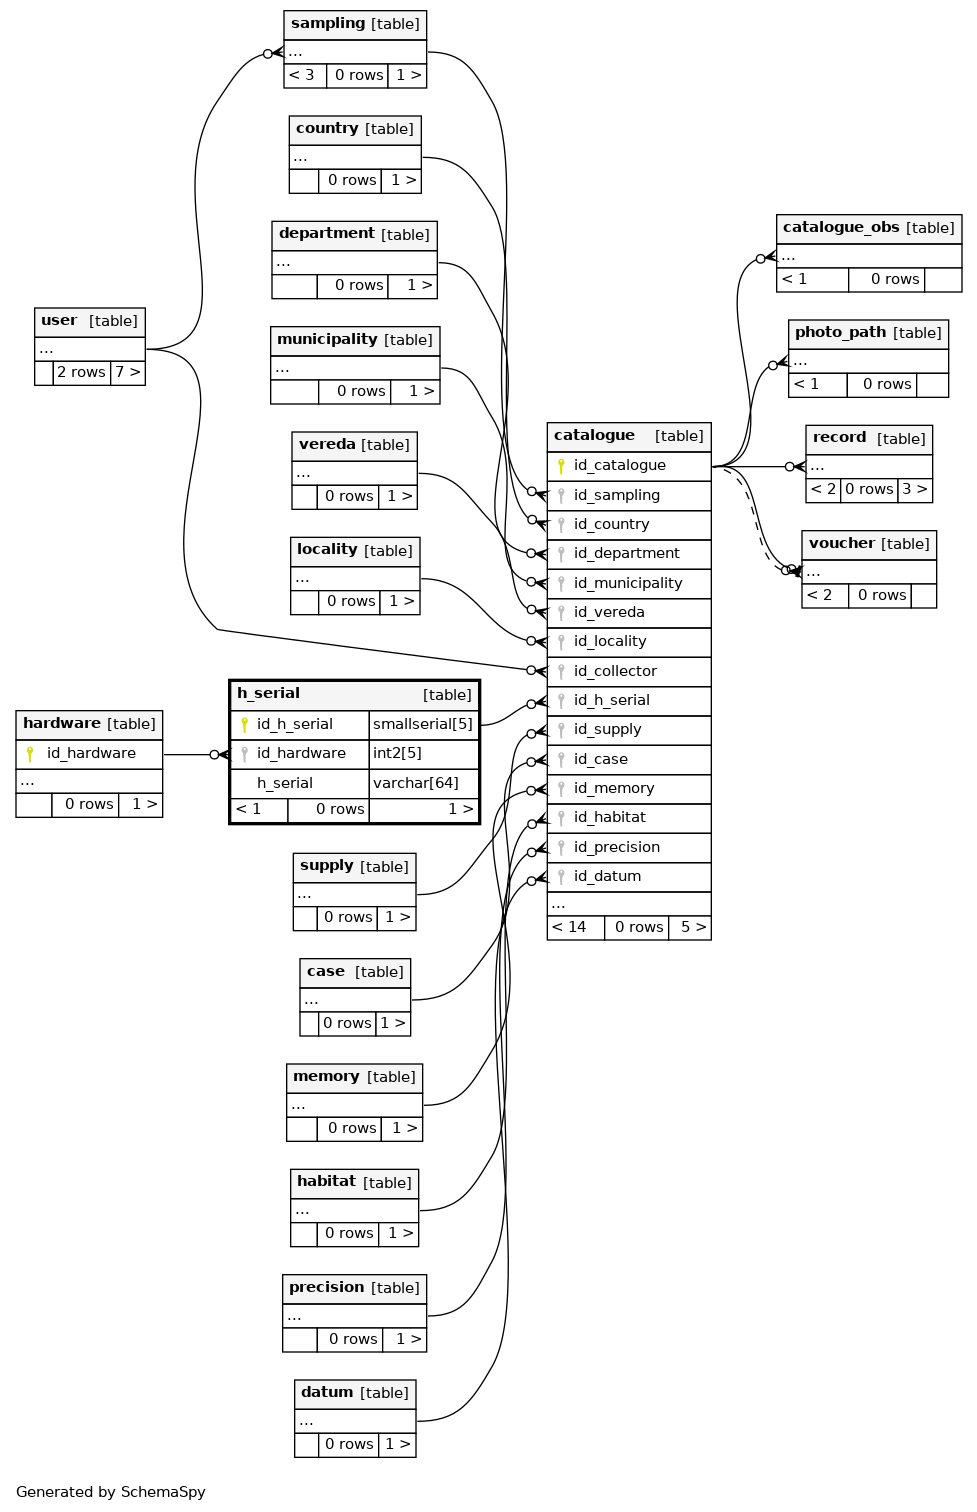 sampling [table]
...
< 3 0 rows 1 >
country [table]
...
0 rows 1 >
department [table]
...
0 rows 1 >
municipality [table]
...
0 rows 1 >
vereda [table]
...
0 rows 1 >
locality [table]
...
0 rows 1 >
user [table]
...
2 rows 7 >
hardware [table]
id_hardware
...
0 rows 1 >
h_serial [table]
id_h_serial smallserial[5]
id_hardware int2[5]
h_serial varchar[64]
< 1 0 rows 1 >
supply [table]
...
0 rows 1 >
case [table]
...
0 rows 1 >
memory [table]
...
0 rows 1 >
habitat [table]
...
0 rows 1 >
precision [table]
...
0 rows 1 >
datum [table]
...
0 rows 1 >
catalogue [table]
id_catalogue
id_sampling
id_country
id_department
id_municipality
id_vereda
id_locality
id_collector
id_h_serial
id_supply
id_case
id_memory
id_habitat
id_precision
id_datum
...
< 14 0 rows 5 >
catalogue_obs [table]
...
< 1 0 rows
photo_path [table]
...
< 1 0 rows
record [table]
...
< 2 0 rows 3 >
voucher [table]
...
< 2 0 rows
Generated by SchemaSpy